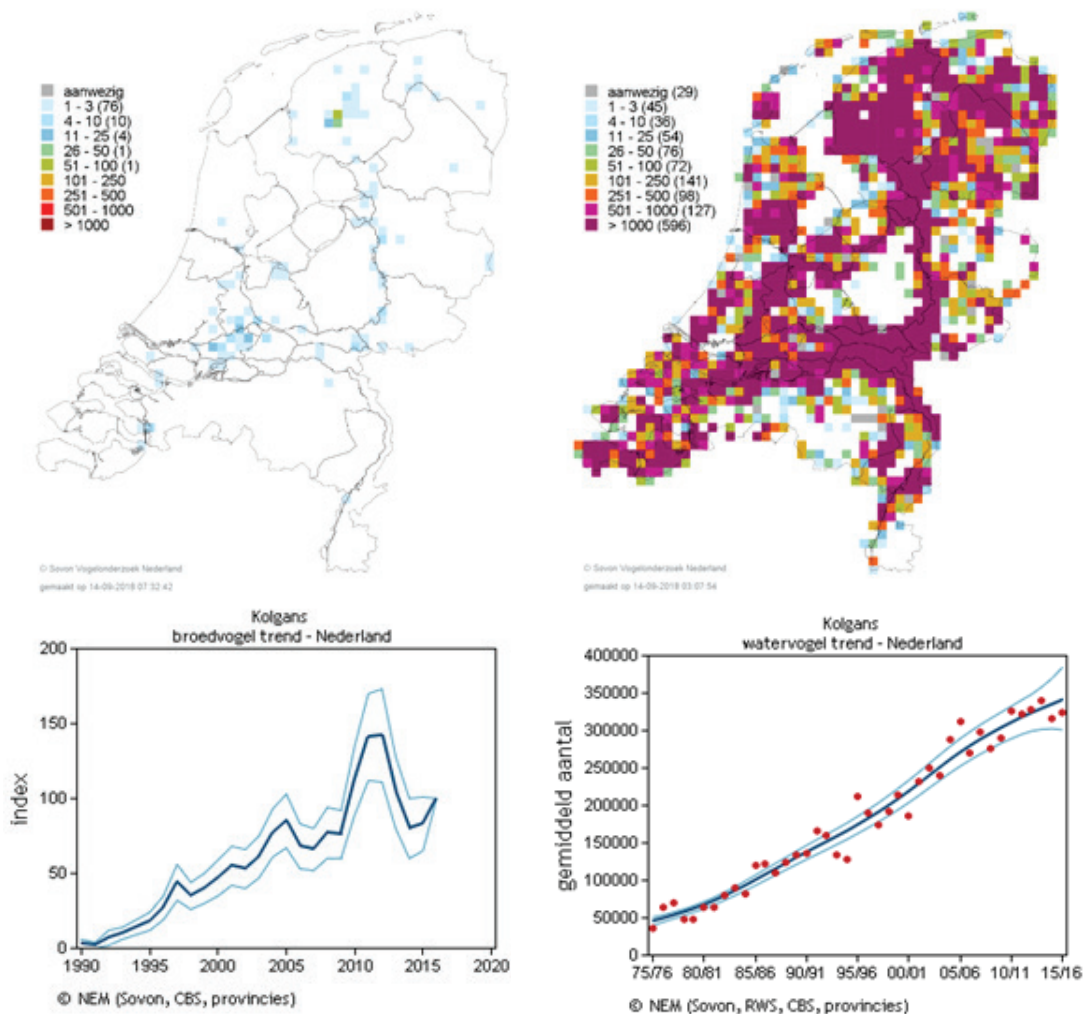 aanwezig
1 - 3 (76)
4 - 10 (10)
11 - 25 (4)
26 - 50 (1)
51 - 100 (1)
101 - 250
251 - 500
501 - 1000
> 1000
© Sovon Vogelonderzoek Nederland
gemaakt op 14-09-2018 07:32:42
aanwezig (29)
1 - 3 (45)
4 - 10 (36)
11 - 25 (54)
26 - 50 (76)
51 - 100 (72)
101 - 250 (141)
251 - 500 (98)
501 - 1000 (127)
> 1000 (596)
© Sovon Vogelonderzoek Nederland
gemaakt op 14-09-2018 03:07:54
Kolgans
broedvogel trend - Nederland
200
150
100
50
0
index
1990 1995 2000 2005 2010 2015 2020
© NEM (Sovon, CBS, provincies)
Kolgans
watervogel trend - Nederland
400000
350000
300000
250000
200000
150000
100000
50000
0
gemiddeld aantal
75/76 80/81 85/86 90/91 95/96 00/01 05/06 10/11 15/16
© NEM (Sovon, RWS, CBS, provincies)